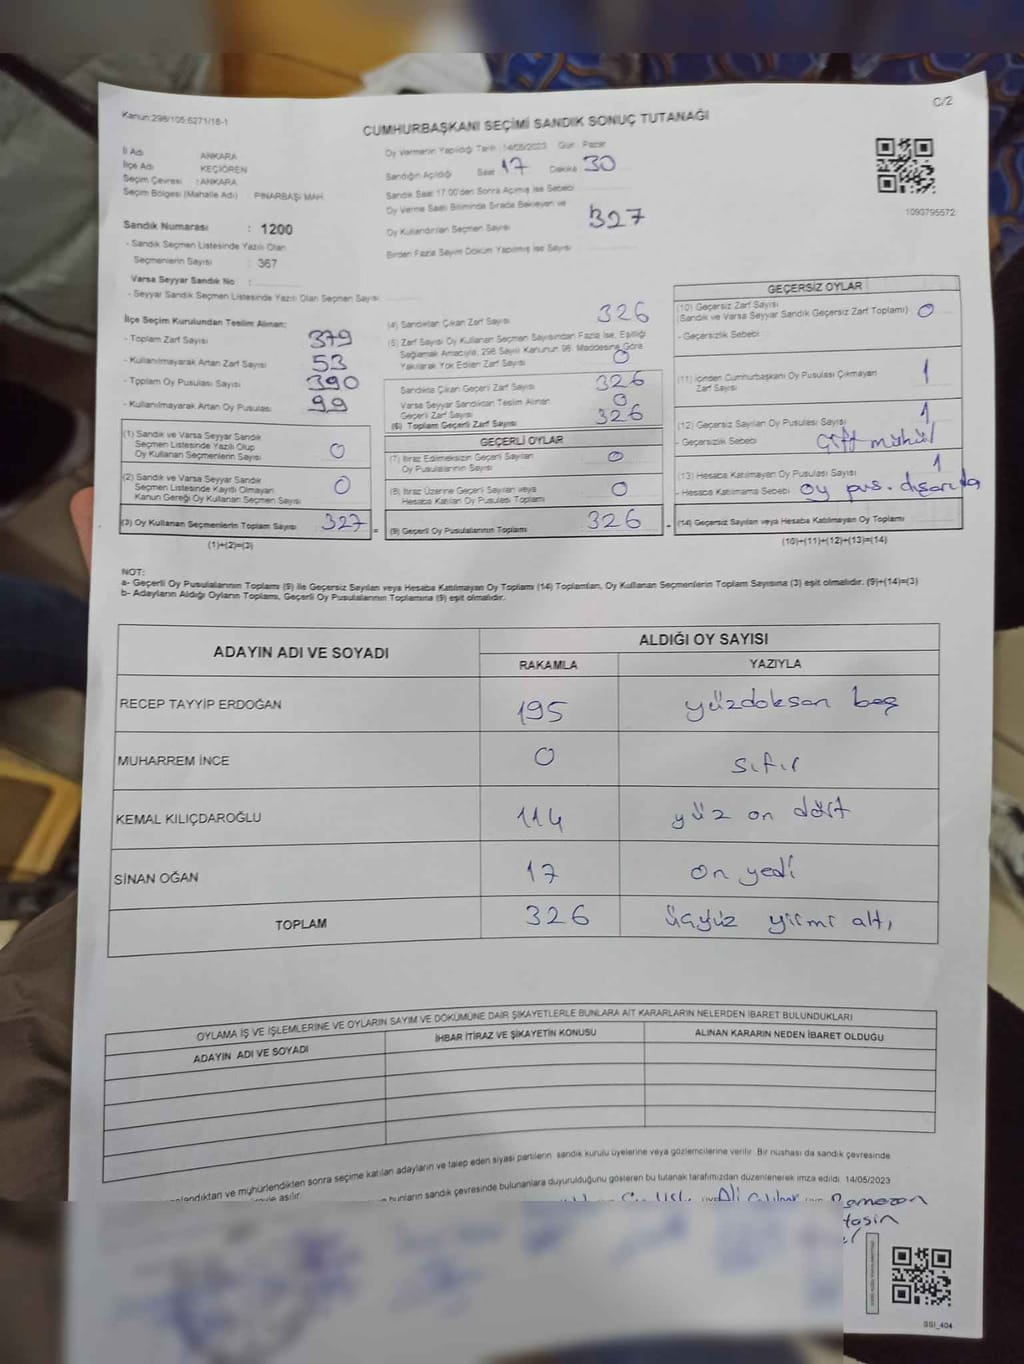 C/2
Kanun:298/105;6271/18-1
CUMHURBAŞKANI SEÇİMİ SANDIK SONUÇ TUTANAĞI
İl Adı ANKARA
İlçe Adı KEÇİÖREN
Seçim Çevresi : ANKARA
Seçim Bölgesi (Mahalle Adı) : PINARBAŞI MAH.
Oy Vermenin Yapıldığı Tarih :14/05/2023 Gün : Pazar
Sandığın Açıldığı Saat 17 Dakika 30
Sandık Saat 17:00'den Sonra Açılmış İse Sebebi
Oy Verme Saati Bitiminde Sırada Bekleyen ve
Oy Kullandırılan Seçmen Sayısı 327
Birden Fazla Sayım Döküm Yapılmış İse Sayısı
1093795572
Sandık Numarası : 1200
- Sandık Seçmen Listesinde Yazılı Olan
Seçmenlerin Sayısı : 367
Varsa Seyyar Sandık No :
- Seyyar Sandık Seçmen Listesinde Yazılı Olan Seçmen Sayısı
İlçe Seçim Kurulundan Teslim Alınan:
- Toplam Zarf Sayısı 379
- Kullanılmayarak Artan Zarf Sayısı 53
- Toplam Oy Pusulası Sayısı 390
- Kullanılmayarak Artan Oy Pusulası 99
(1) Sandık ve Varsa Seyyar Sandık
Seçmen Listesinde Yazılı Olup
Oy Kullanan Seçmenlerin Sayısı 0
(2) Sandık ve Varsa Seyyar Sandık
Seçmen Listesinde Kayıtlı Olmayan
Kanun Gereği Oy Kullanan Seçmen Sayısı 0
(3) Oy Kullanan Seçmenlerin Toplam Sayısı 327 =
(1)+(2)=(3)
(4) Sandıktan Çıkan Zarf Sayısı 326
(5) Zarf Sayısı Oy Kullanan Seçmen Sayısından Fazla İse, Eşitliği
Sağlamak Amacıyla, 298 Sayılı Kanunun 98. Maddesine Göre
Yakılarak Yok Edilen Zarf Sayısı 0
Sandıkta Çıkan Geçerli Zarf Sayısı 326
Varsa Seyyar Sandıktan Teslim Alınan
Geçerli Zarf Sayısı 0
(6) Toplam Geçerli Zarf Sayısı 326
GEÇERLİ OYLAR
(7) İtiraz Edilmeksizin Geçerli Sayılan
Oy Pusulalarının Sayısı 0
(8) İtiraz Üzerine Geçerli Sayılan veya
Hesaba Katılan Oy Pusulası Toplamı 0
(9) Geçerli Oy Pusulalarının Toplamı 326 -
GEÇERSİZ OYLAR
(10) Geçersiz Zarf Sayısı
(Sandık ve Varsa Seyyar Sandık Geçersiz Zarf Toplamı) 0
- Geçersizlik Sebebi
(11) İçinden Cumhurbaşkanı Oy Pusulası Çıkmayan
Zarf Sayısı 1
(12) Geçersiz Sayılan Oy Pusulası Sayısı 1
- Geçersizlik Sebebi Çift mühül
(13) Hesaba Katılmayan Oy Pusulası Sayısı 1
- Hesaba Katılmama Sebebi Oy pus. dışarıda
(14) Geçersiz Sayılan veya Hesaba Katılmayan Oy Toplamı
(10)+(11)+(12)+(13)=(14)
NOT:
a- Geçerli Oy Pusulalarının Toplamı (9) ile Geçersiz Sayılan veya Hesaba Katılmayan Oy Toplamı (14) Toplamları, Oy Kullanan Seçmenlerin Toplam Sayısına (3) eşit olmalıdır. (9)+(14)=(3)
b- Adayların Aldığı Oyların Toplamı, Geçerli Oy Pusulalarının Toplamına (9) eşit olmalıdır.
ADAYIN ADI VE SOYADI
ALDIĞI OY SAYISI
RAKAMLA YAZIYLA
RECEP TAYYİP ERDOĞAN 195 yüzdoksan beş
MUHARREM İNCE 0 sıfır
KEMAL KILIÇDAROĞLU 114 yüz on dört
SİNAN OĞAN 17 on yedi
TOPLAM 326 üçyüz yirmi altı
OYLAMA İŞ VE İŞLEMLERİNE VE OYLARIN SAYIM VE DÖKÜMÜNE DAİR ŞİKAYETLERLE BUNLARA AİT KARARLARIN NELERDEN İBARET BULUNDUKLARI
ADAYIN ADI VE SOYADI İHBAR İTİRAZ VE ŞİKAYETİN KONUSU ALINAN KARARIN NEDEN İBARET OLDUĞU
landıktan ve mühürlendikten sonra seçime katılan adayların ve talep eden siyasi partilerin sandık kurulu üyelerine veya gözlemcilerine verilir. Bir nüshası da sandık çevresinde
asılır. bunların sandık çevresinde bulunanlara duyurulduğunu gösteren bu tutanak tarafımızdan düzenlenerek imza edildi. 14/05/2023
Ali Ramazan
SSI_404